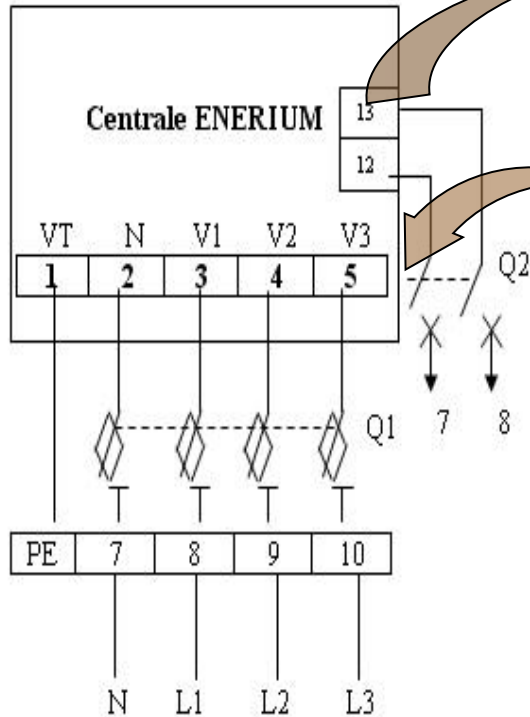 13
Centrale ENERIUM
12
VT N V1 V2 V3
1 2 3 4 5
Q2
Q1 7 8
PE 7 8 9 10
N L1 L2 L3